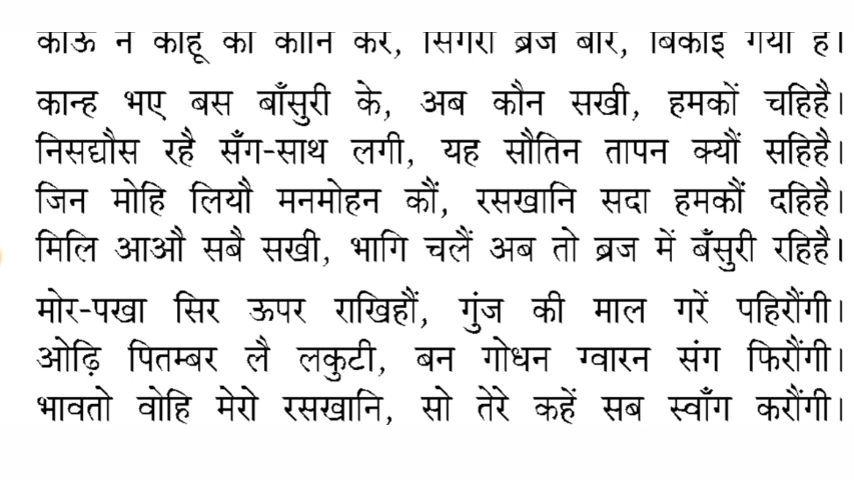 कोऊ न काहू की कानि करै, सिगरो ब्रज बीर, बिकाइ गयौ है।
कान्ह भए बस बाँसुरी के, अब कौन सखी, हमकों चहिहै।
निसद्यौस रहै सँग-साथ लगी, यह सौतिन तापन क्यौं सहिहै।
जिन मोहि लियौ मनमोहन कौं, रसखानि सदा हमकौं दहिहै।
मिलि आऔ सबै सखी, भागि चलैं अब तो ब्रज में बँसुरी रहिहै।
मोर-पखा सिर ऊपर राखिहौं, गुंज की माल गरें पहिरौंगी।
ओढ़ि पितम्बर लै लकुटी, बन गोधन ग्वारन संग फिरौंगी।
भावतो वोहि मेरो रसखानि, सो तेरे कहें सब स्वाँग करौंगी।